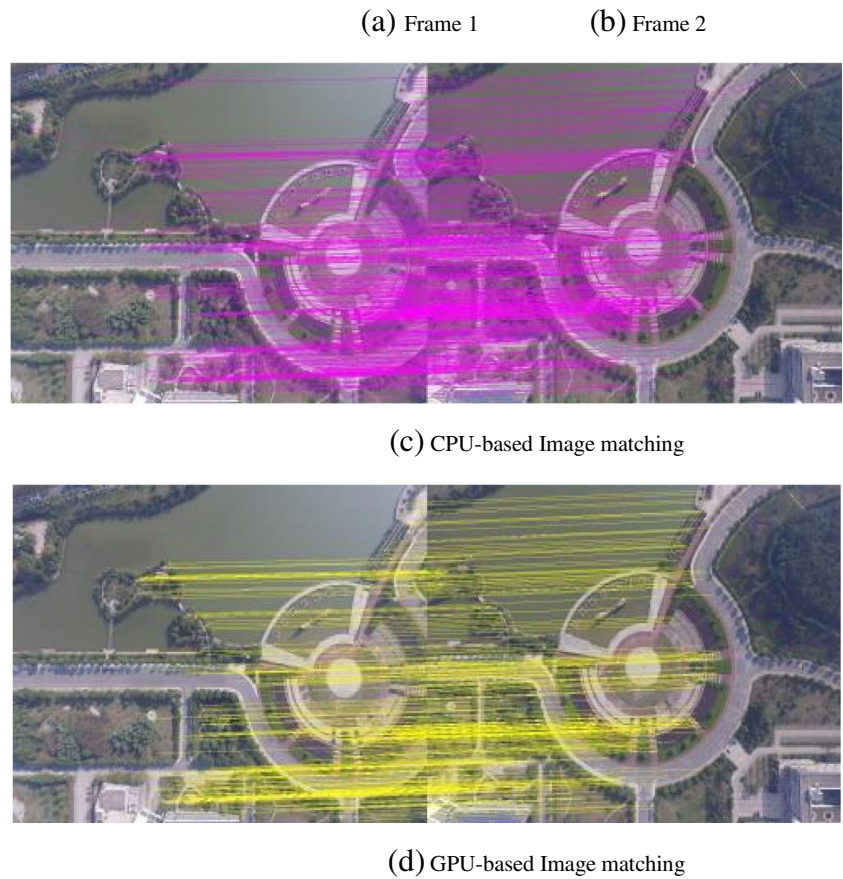 (a) Frame 1 (b) Frame 2
(c) CPU-based Image matching
(d) GPU-based Image matching